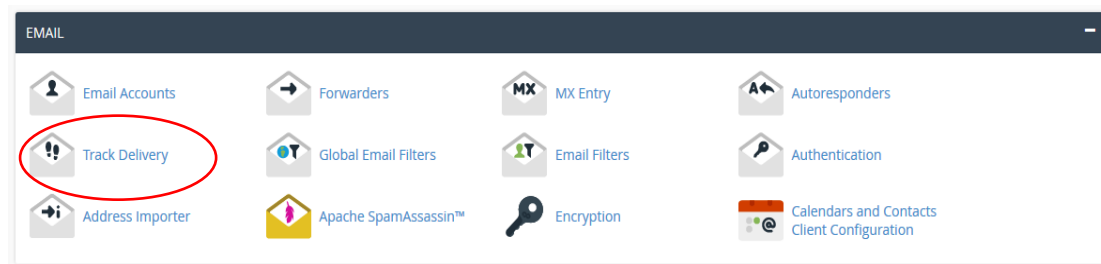 EMAIL
Email Accounts
Forwarders
MX
MX Entry
A
Autoresponders
Track Delivery
Global Email Filters
Email Filters
Authentication
i
Address Importer
Apache SpamAssassin™
Encryption
@
Calendars and Contacts
Client Configuration